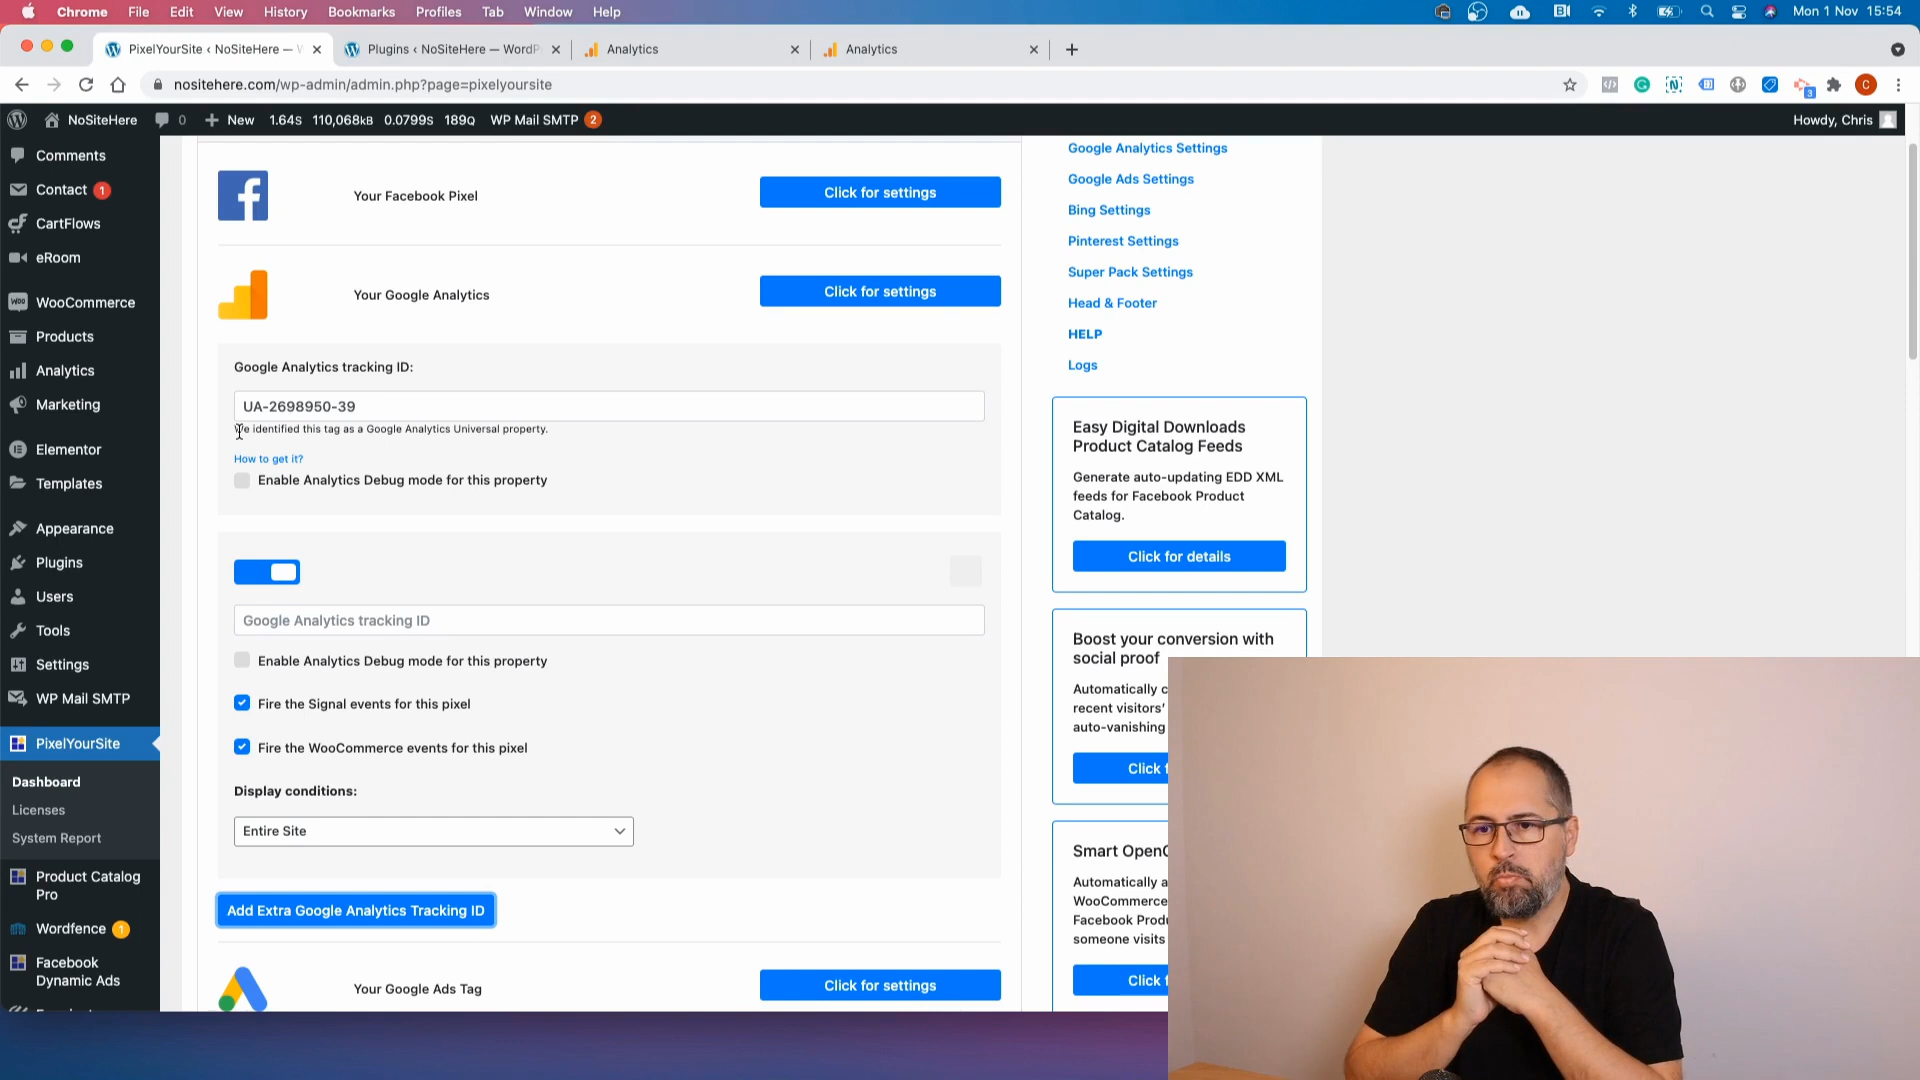 Chrome File Edit View History Bookmarks Profiles Tab Window Help
Mon 1 Nov 15:54
PixelYourSite ‹ NoSiteHere —
Plugins ‹ NoSiteHere — WordP
Analytics
Analytics
nositehere.com/wp-admin/admin.php?page=pixelyoursite
NoSiteHere 0 New 1.64S 110,068KB 0.0799S 189Q WP Mail SMTP 2
Howdy, Chris
Comments
Contact 1
CartFlows
eRoom
WooCommerce
Products
Analytics
Marketing
Elementor
Templates
Appearance
Plugins
Users
Tools
Settings
WP Mail SMTP
PixelYourSite
Dashboard
Licenses
System Report
Product Catalog
Pro
Wordfence 1
Facebook
Dynamic Ads
Your Facebook Pixel
Click for settings
Your Google Analytics
Click for settings
Google Analytics tracking ID:
UA-2698950-39
We identified this tag as a Google Analytics Universal property.
How to get it?
Enable Analytics Debug mode for this property
Google Analytics tracking ID
Enable Analytics Debug mode for this property
Fire the Signal events for this pixel
Fire the WooCommerce events for this pixel
Display conditions:
Entire Site
Add Extra Google Analytics Tracking ID
Your Google Ads Tag
Click for settings
Google Analytics Settings
Google Ads Settings
Bing Settings
Pinterest Settings
Super Pack Settings
Head & Footer
HELP
Logs
Easy Digital Downloads
Product Catalog Feeds
Generate auto-updating EDD XML
feeds for Facebook Product
Catalog.
Click for details
Boost your conversion with
social proof
Automatically
recent visitors'
auto-vanishing
Click
Smart
Automatically
WooCommerce
Facebook
someone visits
Click